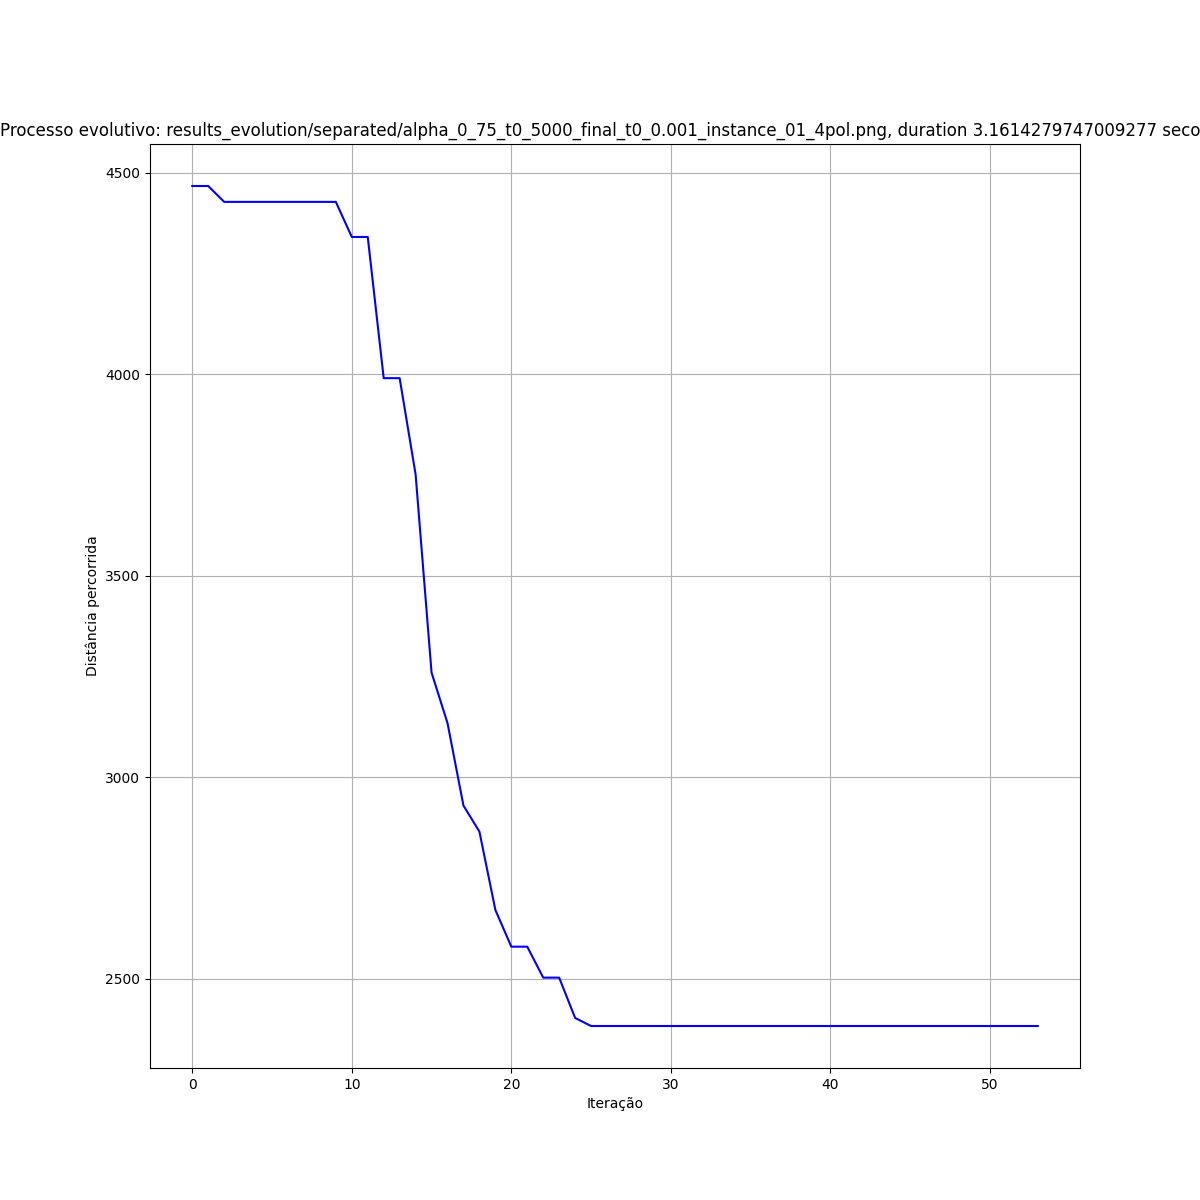 Processo evolutivo: results_evolution/separated/alpha_0_75_t0_5000_final_t0_0.001_instance_01_4pol.png, duration 3.1614279747009277 seco
4500
4000
3500
3000
2500
Distância percorrida
0 10 20 30 40 50
Iteração